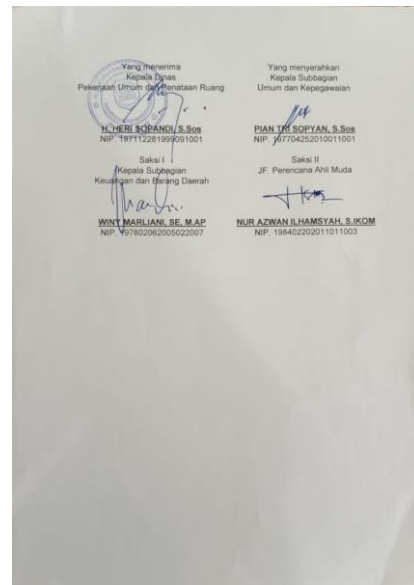 Yang menerima
Kepala Dinas
Pekerjaan Umum dan Penataan Ruang
H. HERI SOPANDI, S.Sos
NIP. 197112281999091001
Yang menyerahkan
Kepala Subbagian
Umum dan Kepegawaian
PIAN TRI SOPYAN, S.Sos
NIP. 197704252010011001
Saksi I
Kepala Subbagian
Keuangan dan Barang Daerah
WINY MARLIANI, SE, M.AP
NIP. 197802062005022007
Saksi II
JF. Perencana Ahli Muda
NUR AZWAN ILHAMSYAH, S.IKOM
NIP. 198402202011011003